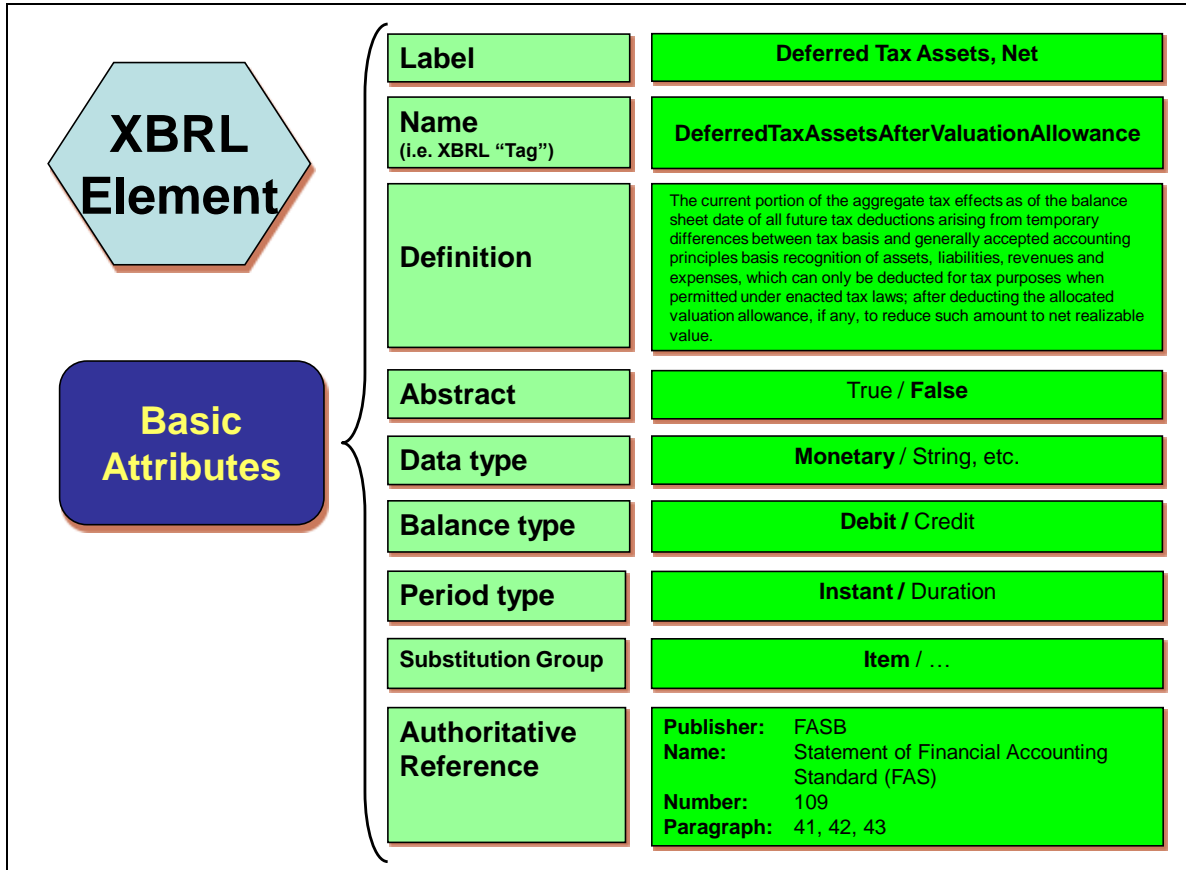 XBRL
Element
Basic
Attributes
Label
Deferred Tax Assets, Net
Name
(i.e. XBRL “Tag”)
DeferredTaxAssetsAfterValuationAllowance
Definition
The current portion of the aggregate tax effects as of the balance
sheet date of all future tax deductions arising from temporary
differences between tax basis and generally accepted accounting
principles basis recognition of assets, liabilities, revenues and
expenses, which can only be deducted for tax purposes when
permitted under enacted tax laws; after deducting the allocated
valuation allowance, if any, to reduce such amount to net realizable
value.
Abstract
True / False
Data type
Monetary / String, etc.
Balance type
Debit / Credit
Period type
Instant / Duration
Substitution Group
Item / …
Authoritative
Reference
Publisher: FASB
Name: Statement of Financial Accounting
Standard (FAS)
Number: 109
Paragraph: 41, 42, 43